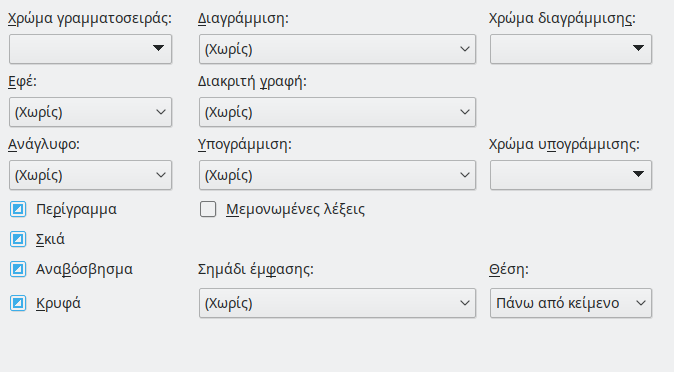 Χρώμα γραμματοσειράς: Διαγράμμιση: Χρώμα διαγράμμισης:
(Χωρίς)
Εφέ: Διακριτή γραφή:
(Χωρίς) (Χωρίς)
Ανάγλυφο: Υπογράμμιση: Χρώμα υπογράμμισης:
(Χωρίς) (Χωρίς)
Περίγραμμα Μεμονωμένες λέξεις
Σκιά
Αναβόσβησμα Σημάδι έμφασης: Θέση:
Κρυφά (Χωρίς) Πάνω από κείμενο